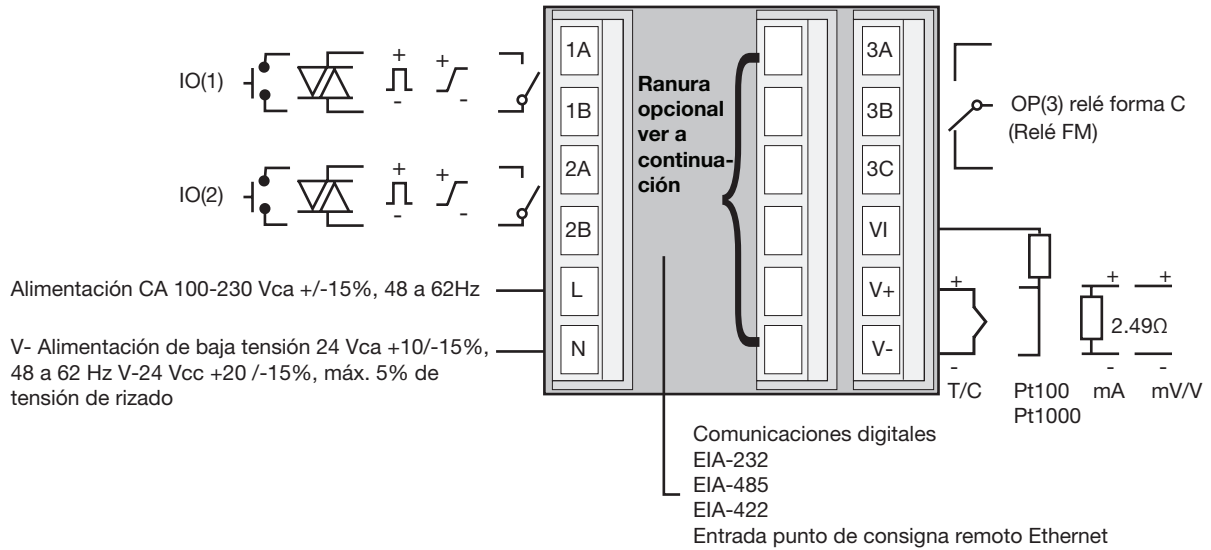 IO(1)
+
-
+
-
IO(2)
+
-
+
-
Alimentación CA 100-230 Vca +/-15%, 48 a 62Hz
V- Alimentación de baja tensión 24 Vca +10/-15%,
48 a 62 Hz V-24 Vcc +20 /-15%, máx. 5% de
tensión de rizado
1A
1B
2A
2B
L
N
Ranura
opcional
ver a
continua-
ción
3A
3B
3C
VI
V+
V-
OP(3) relé forma C
(Relé FM)
+
-
T/C
Pt100
Pt1000
+
2.49Ω
-
mA
+
-
mV/V
Comunicaciones digitales
EIA-232
EIA-485
EIA-422
Entrada punto de consigna remoto Ethernet